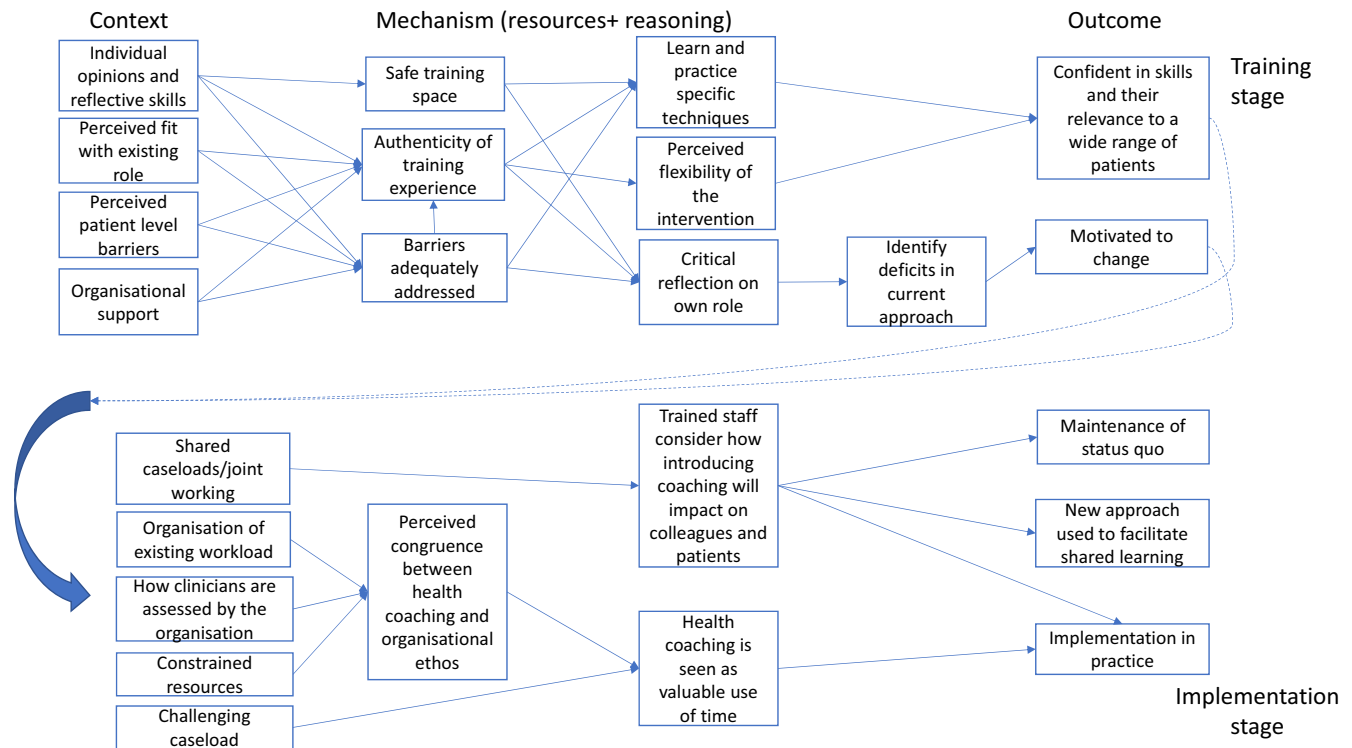 Context
Mechanism (resources+ reasoning)
Outcome
Individual
opinions and
reflective skills
Perceived fit
with existing
role
Perceived
patient level
barriers
Organisational
support
Safe training
space
Authenticity of
training
experience
Barriers
adequately
addressed
Learn and
practice
specific
techniques
Perceived
flexibility of
the
intervention
Critical
reflection on
own role
Identify
deficits in
current
approach
Confident in skills
and their
relevance to a
wide range of
patients
Motivated to
change
Training
stage
Shared
caseloads/joint
working
Organisation of
existing workload
How clinicians are
assessed by the
organisation
Constrained
resources
Challenging
caseload
Perceived
congruence
between
health
coaching and
organisational
ethos
Trained staff
consider how
introducing
coaching will
impact on
colleagues and
patients
Health
coaching is
seen as
valuable use
of time
Maintenance of
status quo
New approach
used to facilitate
shared learning
Implementation in
practice
Implementation
stage